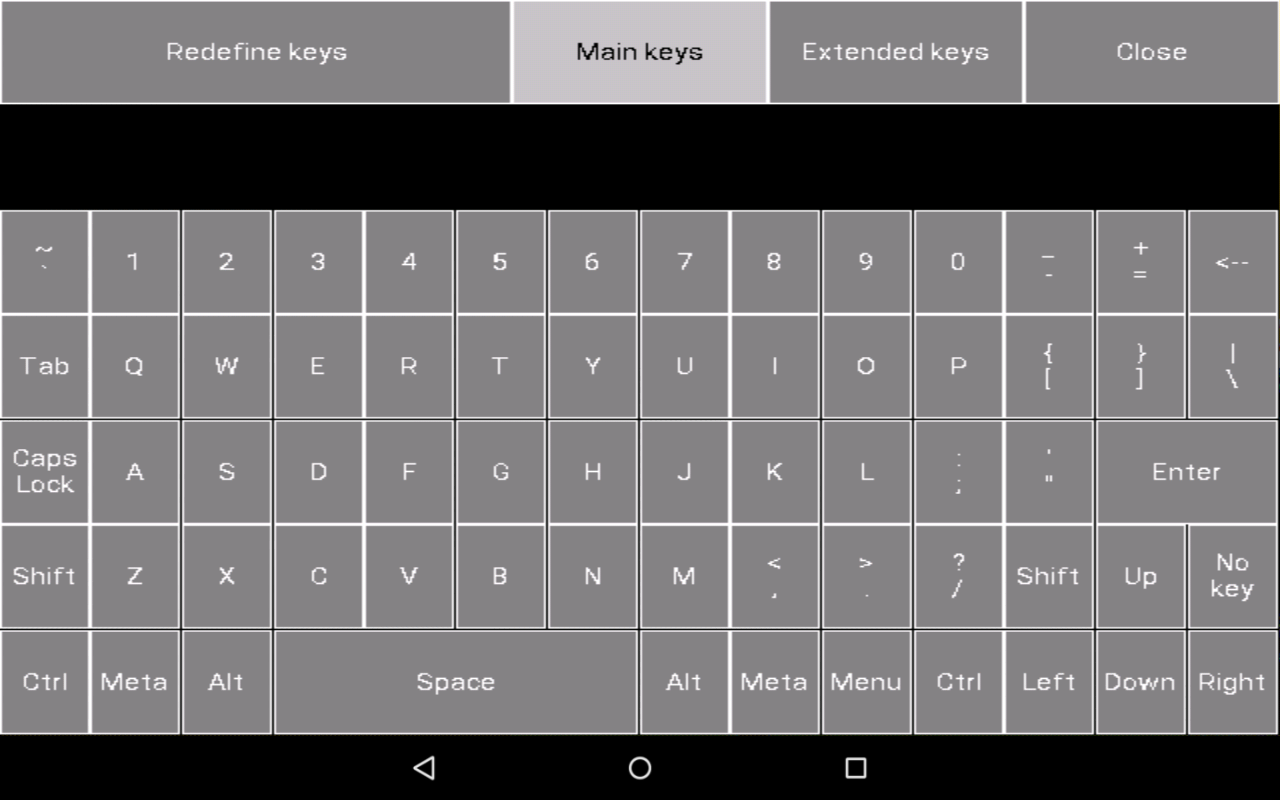 Redefine keys Main keys Extended keys Close
~ 1 2 3 4 5 6 7 8 9 0 _ + <--
` - =
Tab Q W E R T Y U I O P { } |
[ ] \
Caps A S D F G H J K L : ' Enter
Lock ; "
Shift Z X C V B N M < > ? Shift Up No
, . / key
Ctrl Meta Alt Space Alt Meta Menu Ctrl Left Down Right